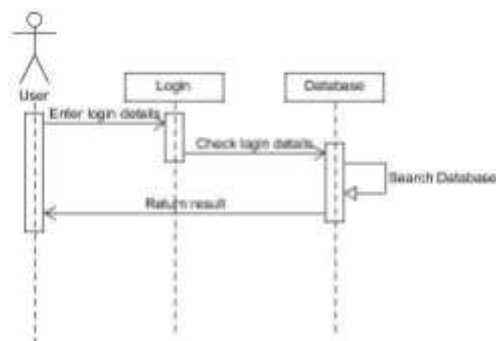 User
Login
Database
Enter login details
Check login details
Search Database
Return result